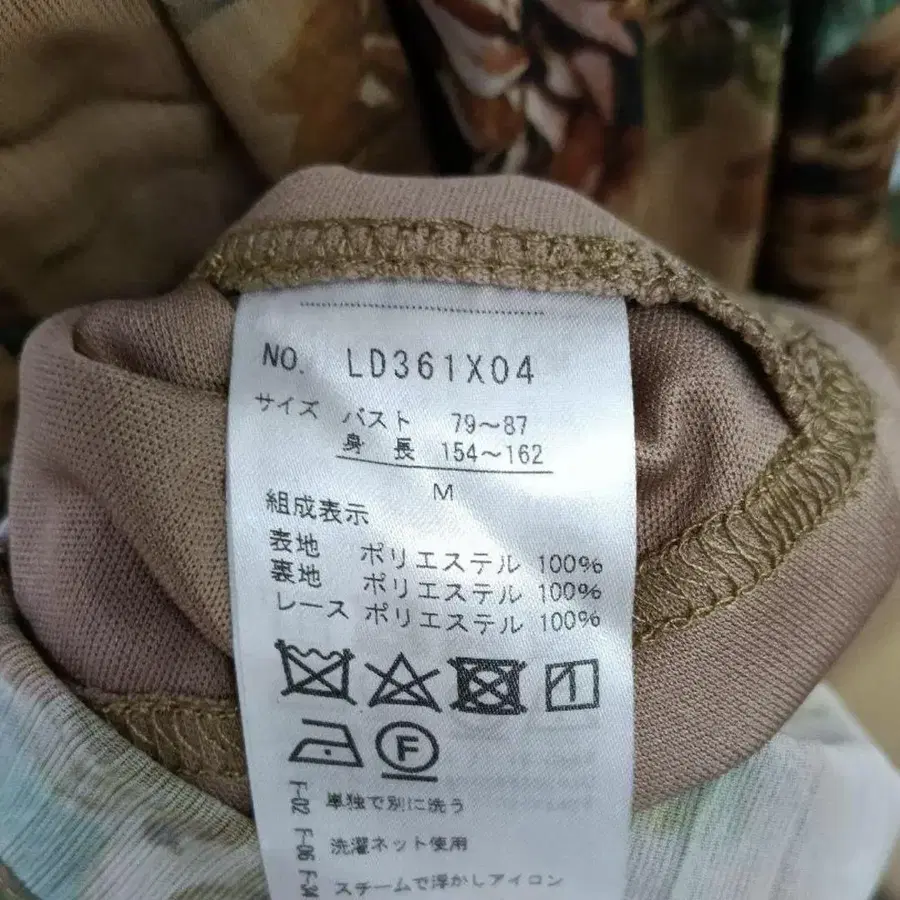 NO. LD361X04
サイズ バスト 79～87
身長 154～162
M
組成表示
表地 ポリエステル 100%
裏地 ポリエステル 100%
レース ポリエステル 100%
F
F-02 単独で別に洗う
F-06 洗濯ネット使用
スチームで浮かしアイロン